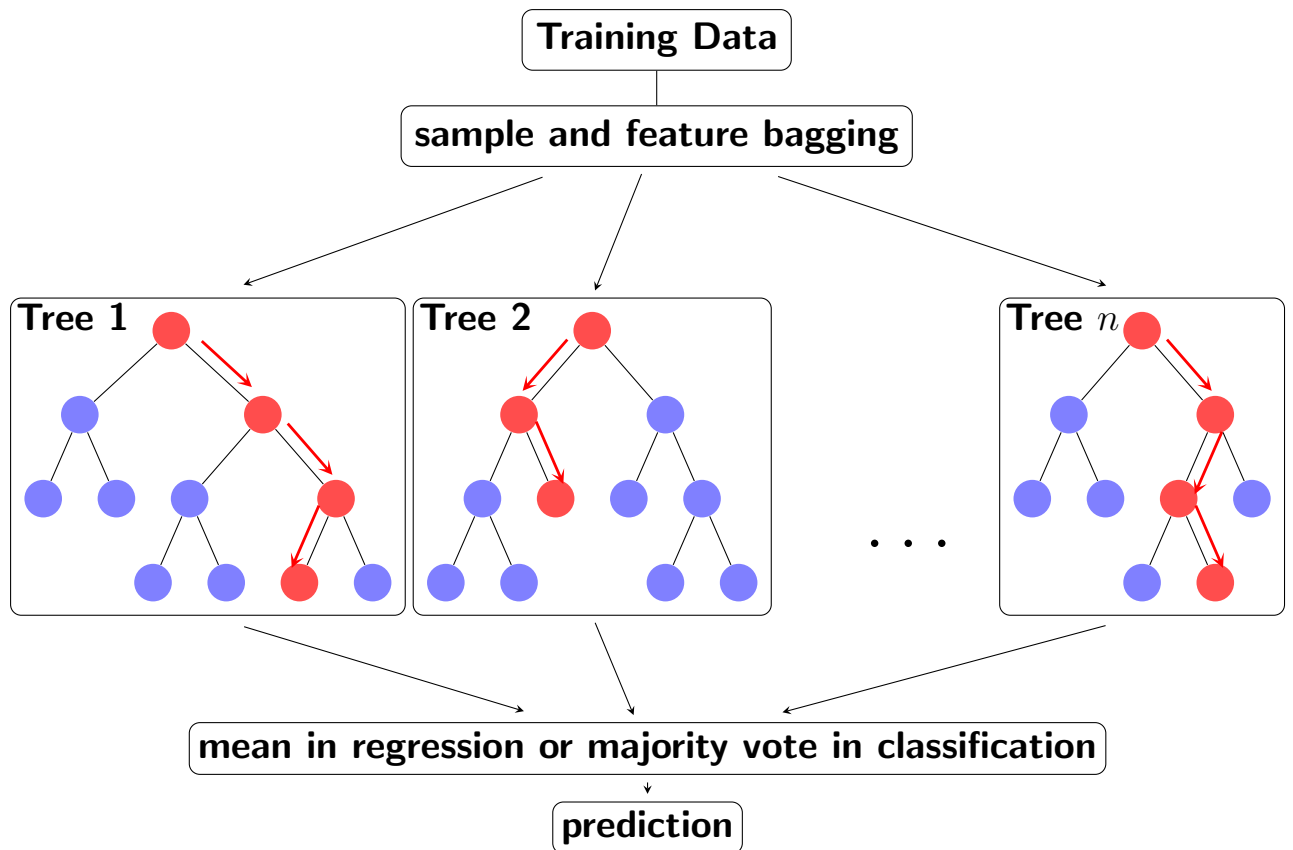 Training Data
sample and feature bagging
Tree 1
Tree 2
Tree n
. . .
mean in regression or majority vote in classification
prediction